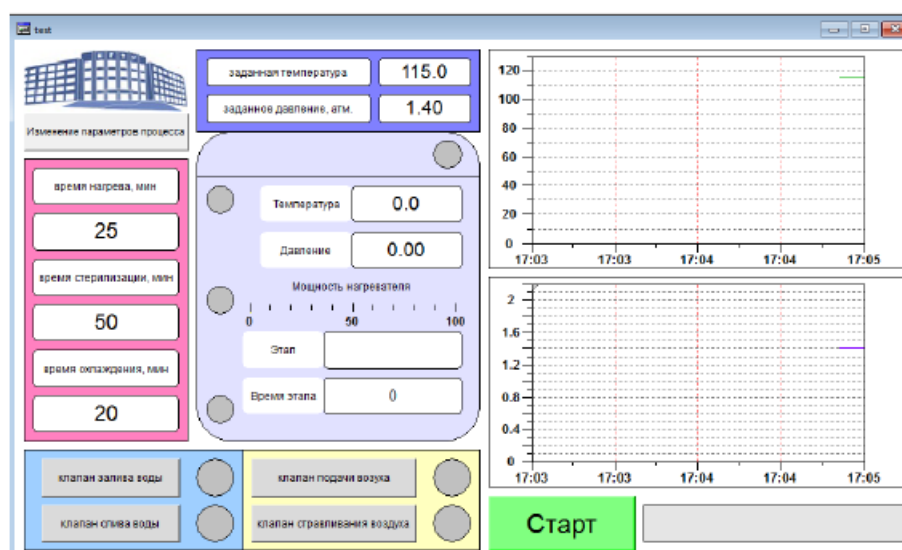 test
заданная температура
115.0
заданное давление, атм.
1.40
Изменение параметров процесса
время нагрева, мин
25
время стерилизации, мин
50
время охлаждения, мин
20
Температура
0.0
Давление
0.00
Мощность нагревателя
0 50 100
Этап
Время этапа
0
клапан залива воды
клапан слива воды
клапан подачи возуха
клапан стравливания воздуха
120
100
80
60
40
20
0
17:03 17:03 17:04 17:04 17:05
2
1.6
1.2
0.8
0.4
0
17:03 17:03 17:04 17:04 17:05
Старт